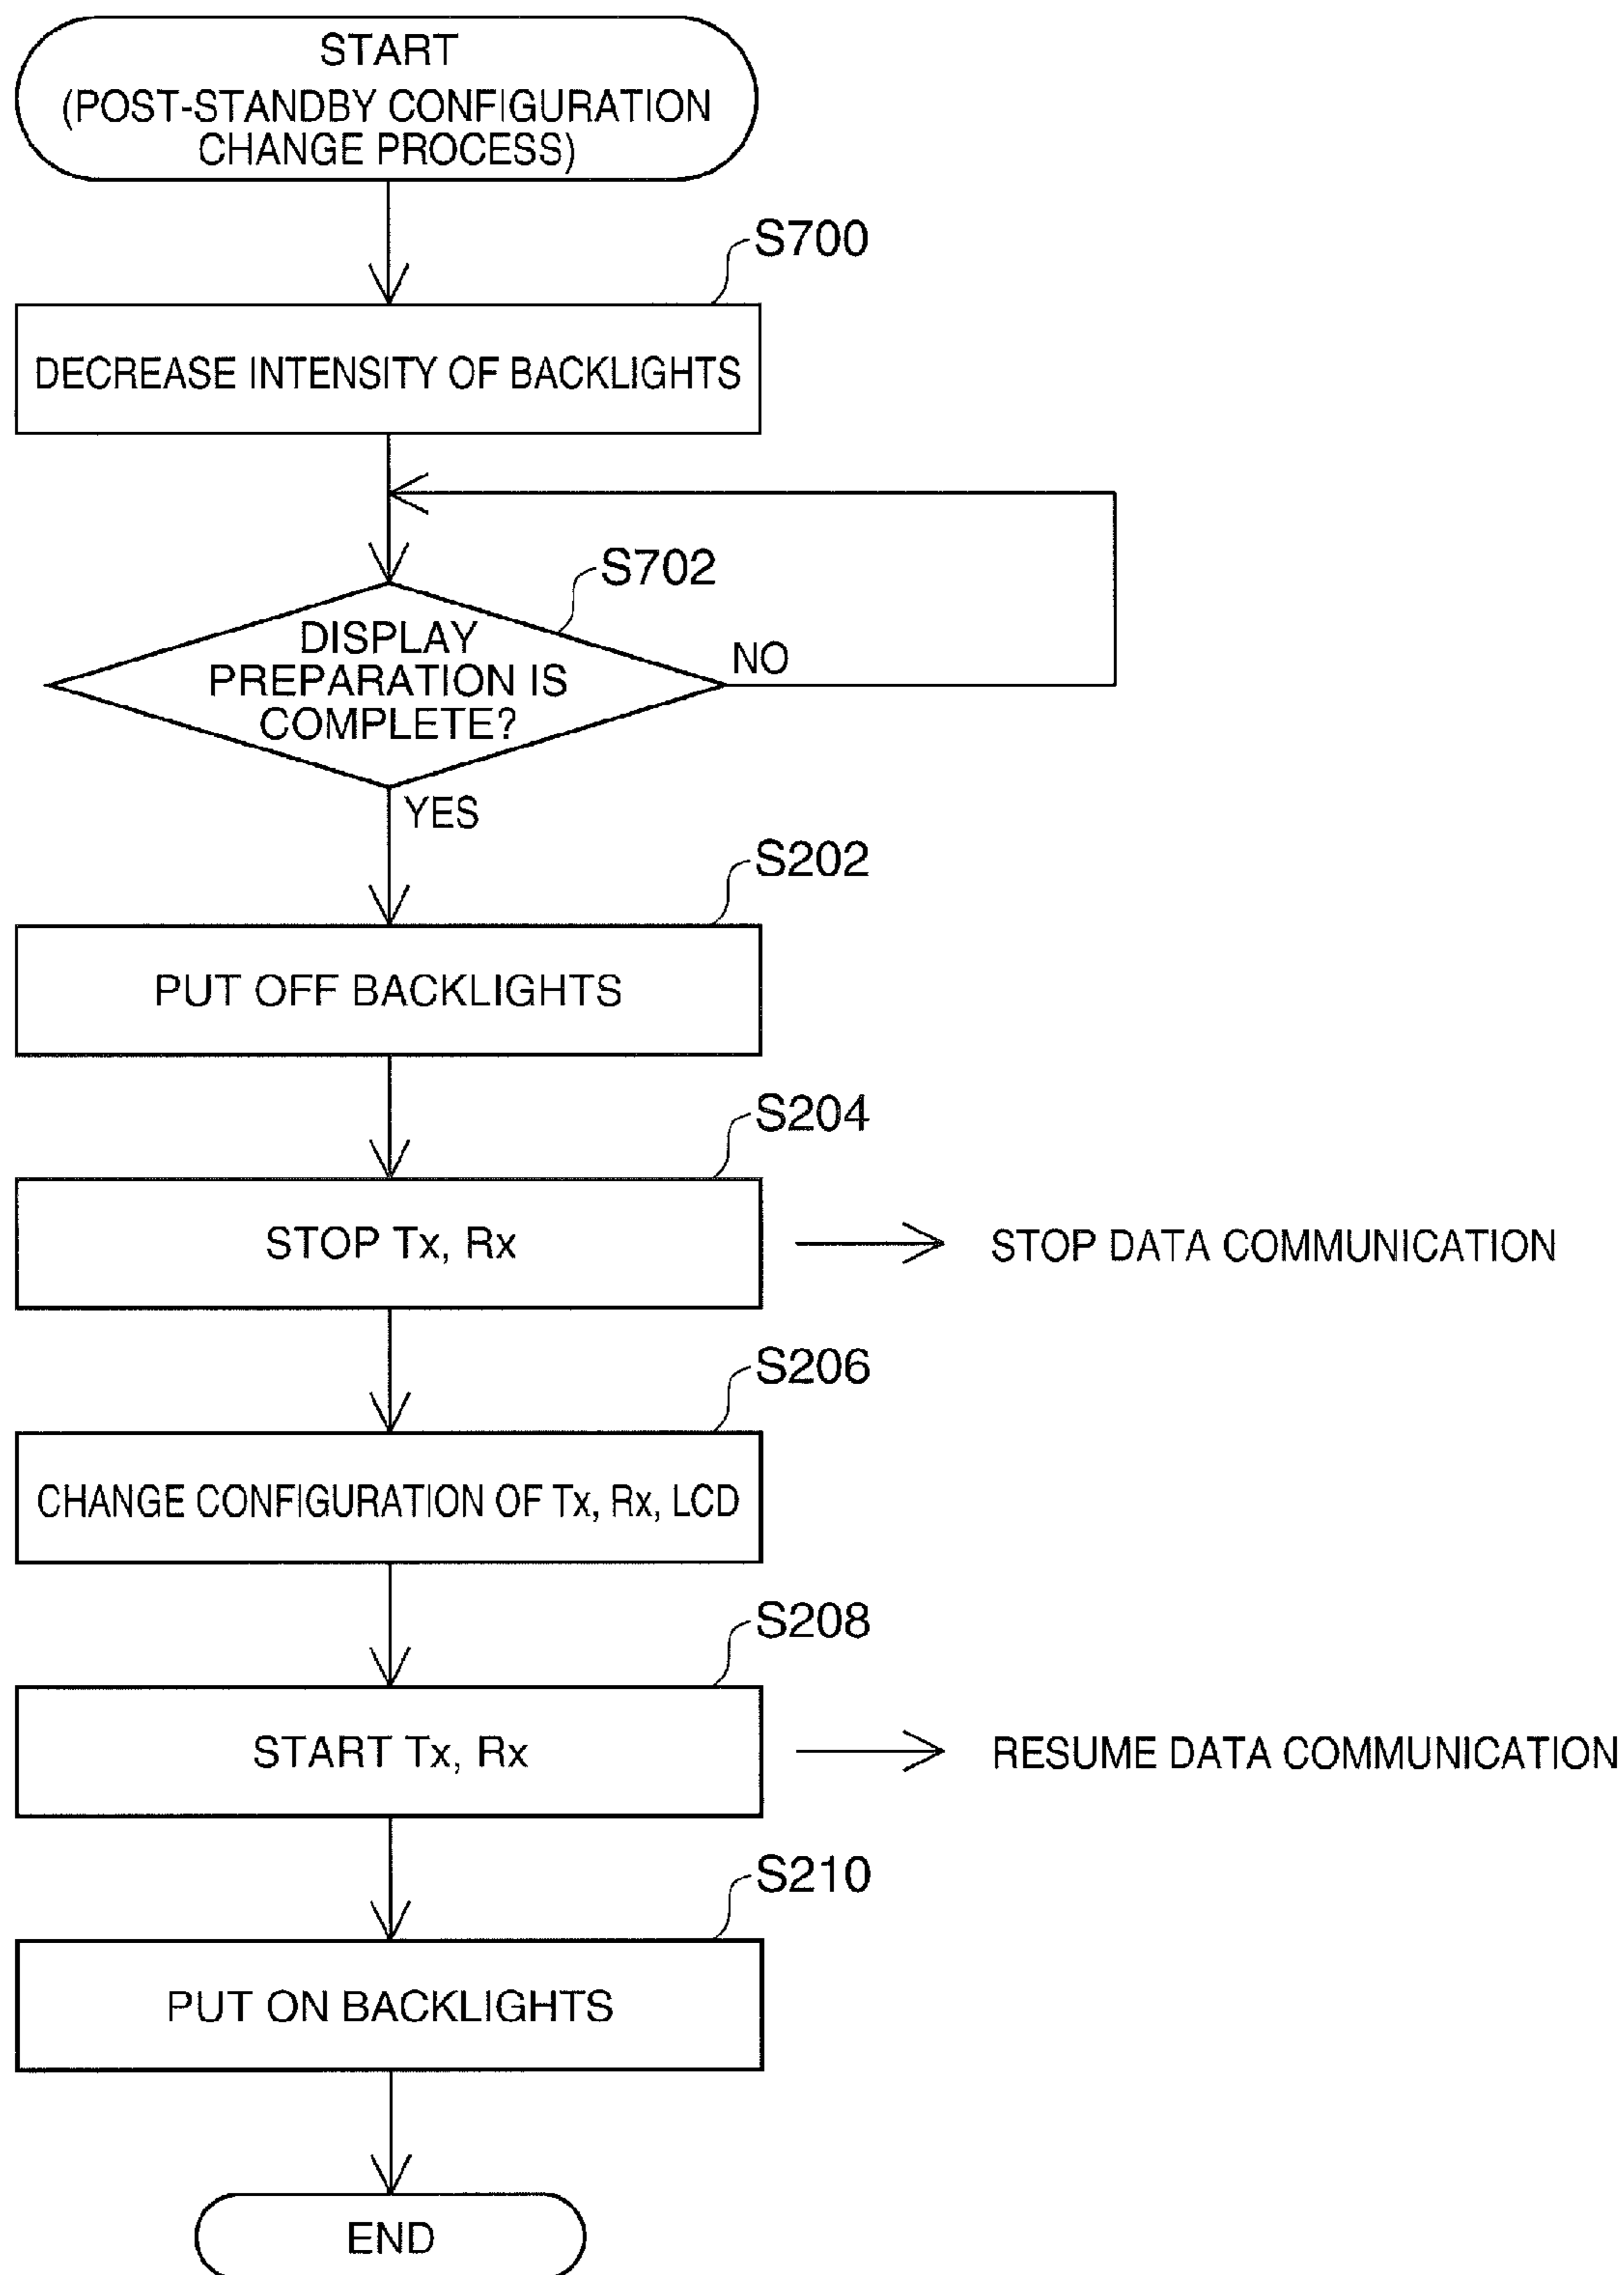 START
(POST-STANDBY CONFIGURATION
CHANGE PROCESS)
S700
DECREASE INTENSITY OF BACKLIGHTS
S702
DISPLAY
PREPARATION IS
COMPLETE?
NO
YES
S202
PUT OFF BACKLIGHTS
S204
STOP Tx, Rx
STOP DATA COMMUNICATION
S206
CHANGE CONFIGURATION OF Tx, Rx, LCD
S208
START Tx, Rx
RESUME DATA COMMUNICATION
S210
PUT ON BACKLIGHTS
END